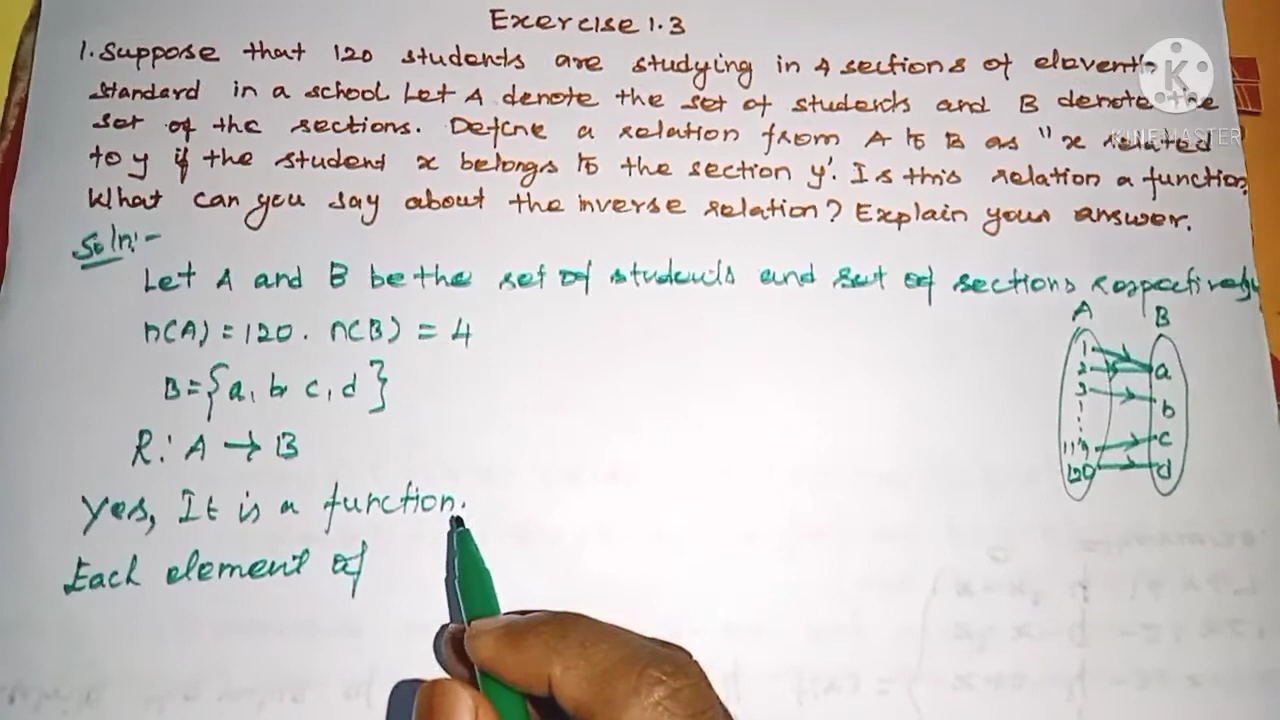 Exercise 1.3
1. Suppose that 120 students are studying in 4 sections of eleventh
standard in a school Let A denote the set of students and B denote the
set of the sections. Define a relation from A to B as "x related
to y if the student x belongs to the section y". Is this relation a function
What can you say about the inverse relation? Explain your answer.
Soln:-
Let A and B be the set of students and set of sections respectively
n(A) = 120. n(B) = 4
B = {a, b c, d}
R: A → B
Yes, It is a function.
Each element of
A B
1
2 a
3 b
119 c
120 d
K
KINEMASTER